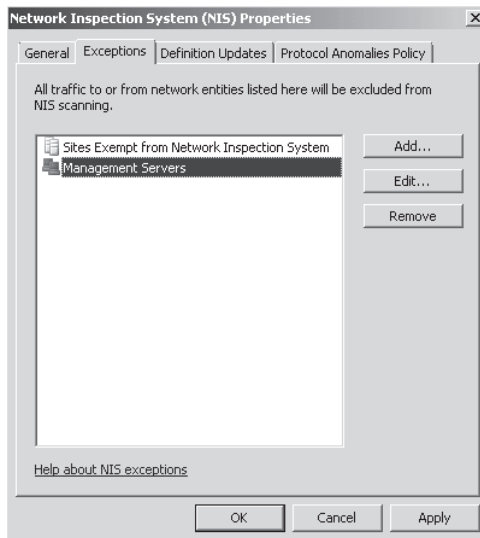 Network Inspection System (NIS) Properties
General Exceptions Definition Updates Protocol Anomalies Policy
All traffic to or from network entities listed here will be excluded from
NIS scanning.
Sites Exempt from Network Inspection System
Management Servers
Add...
Edit...
Remove
Help about NIS exceptions
OK Cancel Apply